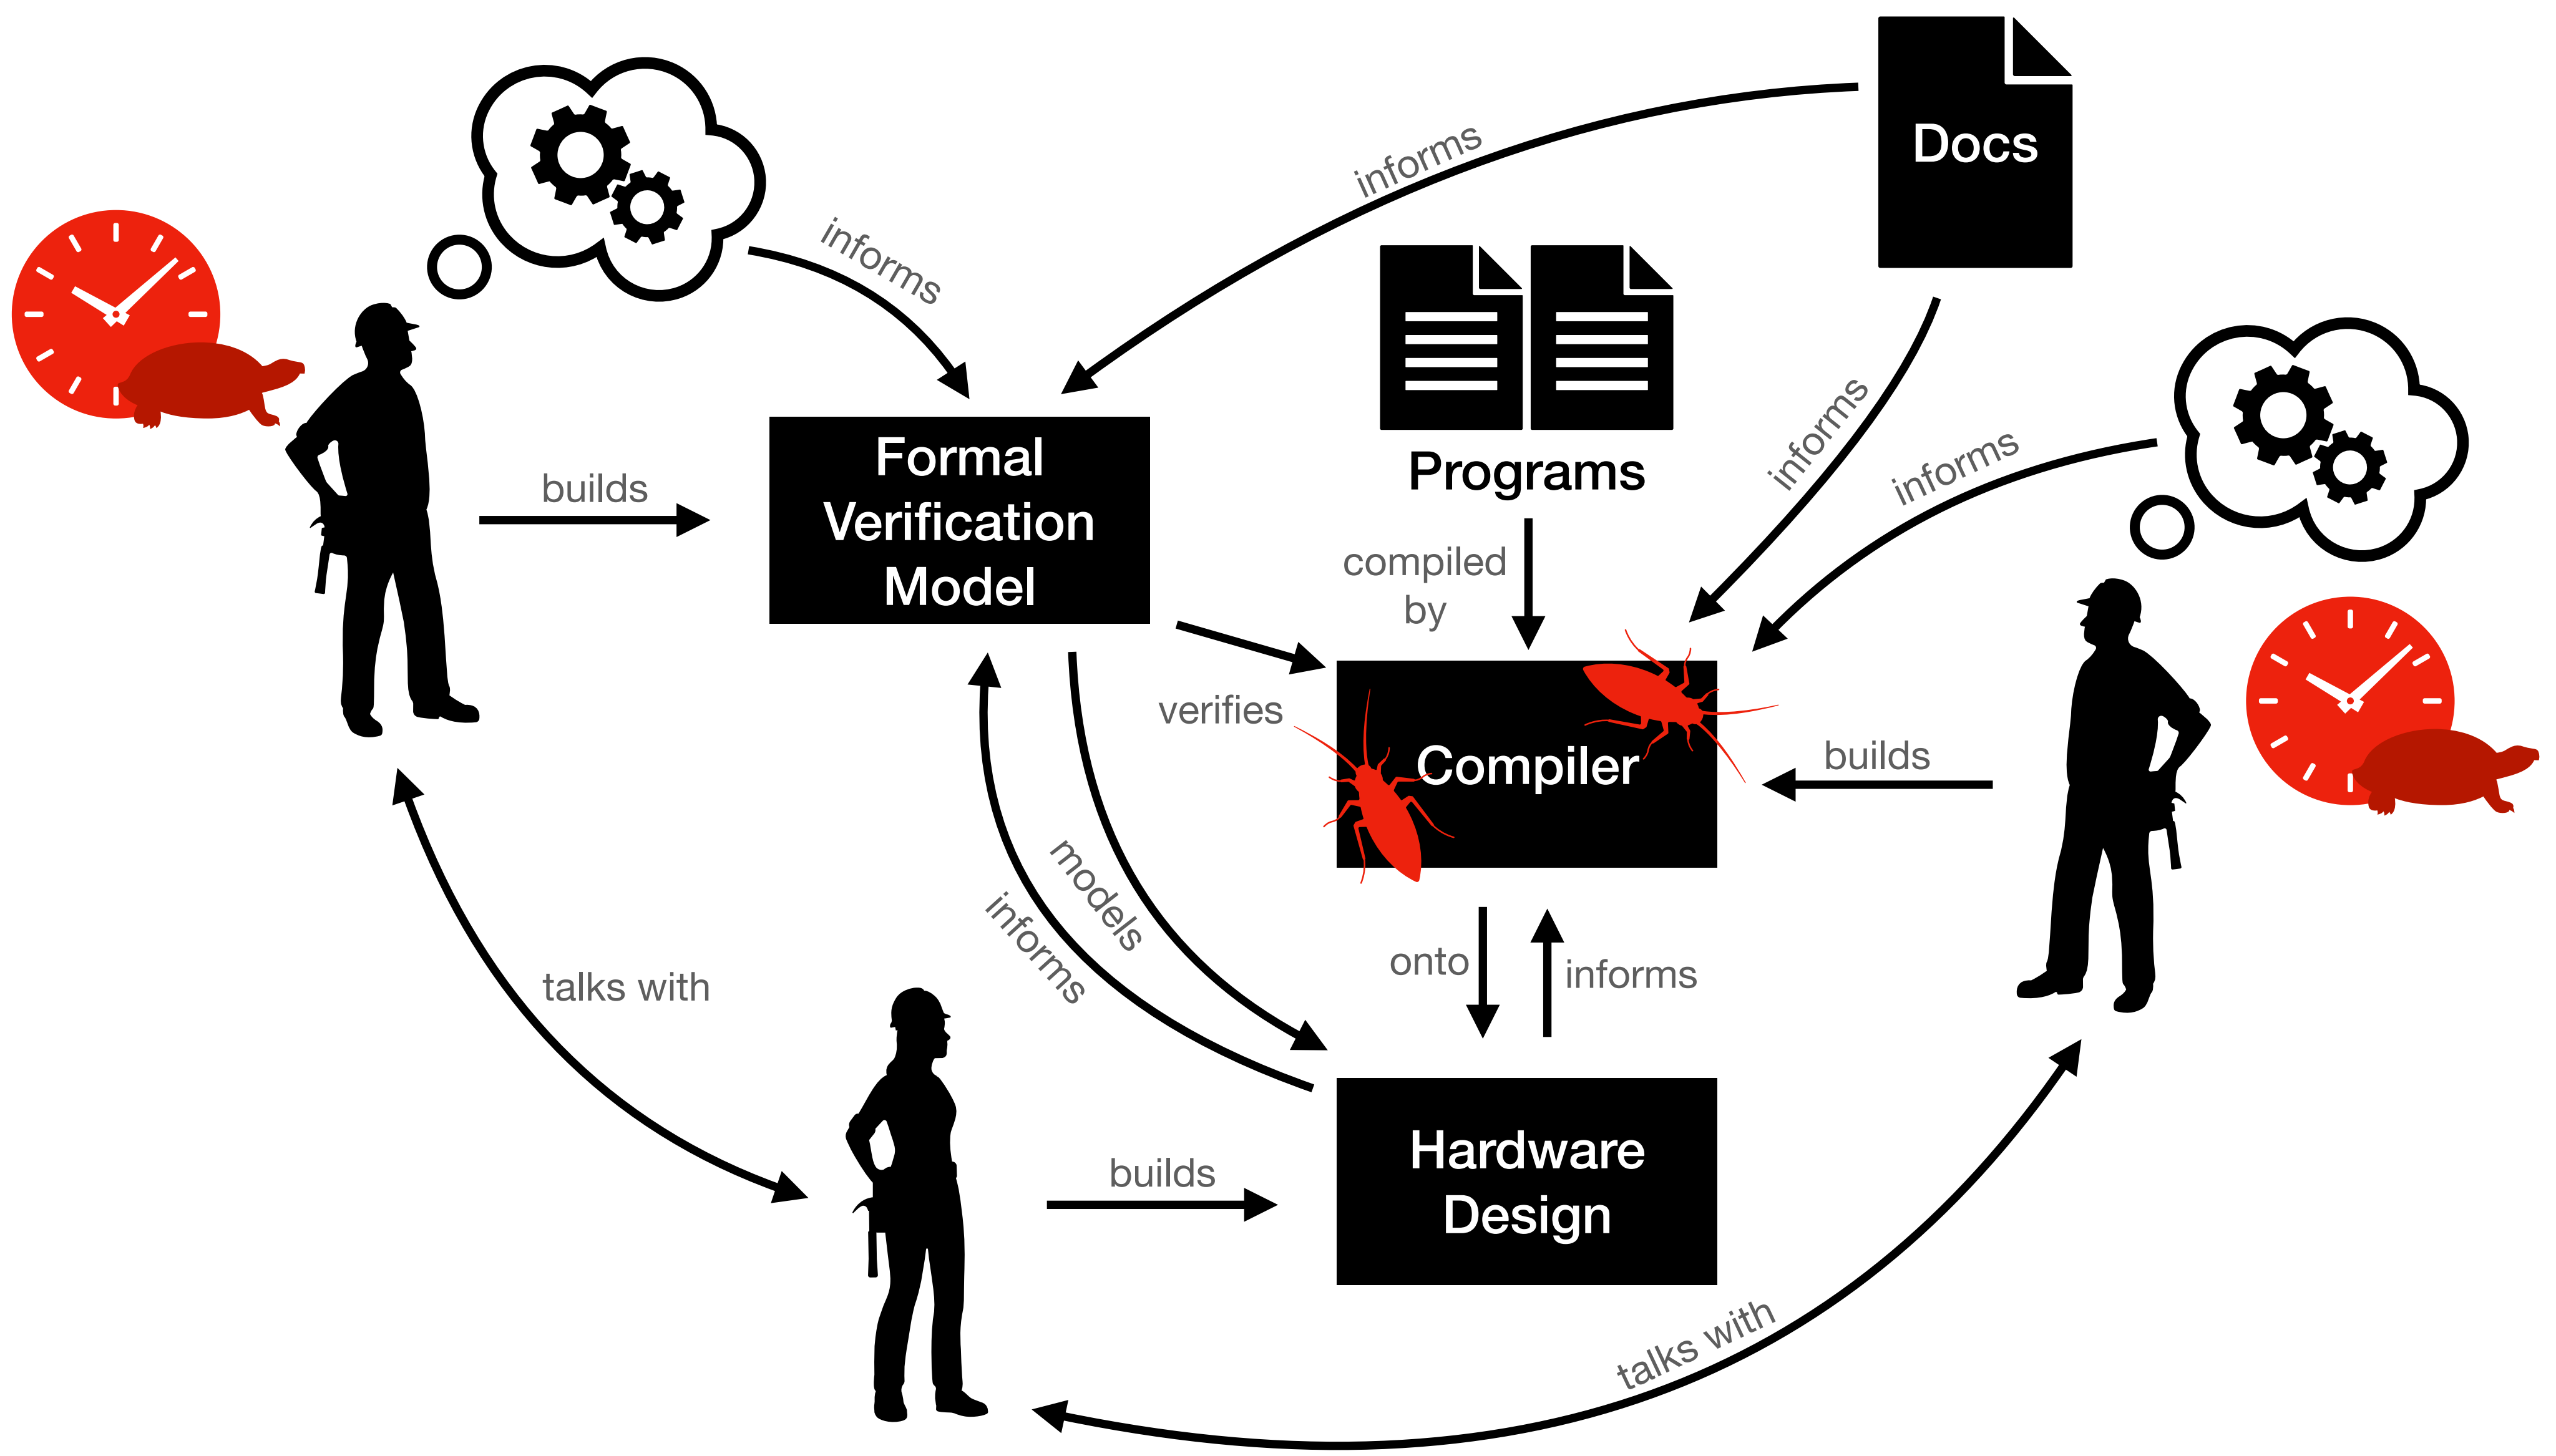 Docs
informs
informs
Programs
informs
informs
Formal
Verification
Model
builds
compiled
by
verifies
Compiler
builds
models
informs
onto
informs
talks with
builds
Hardware
Design
talks with